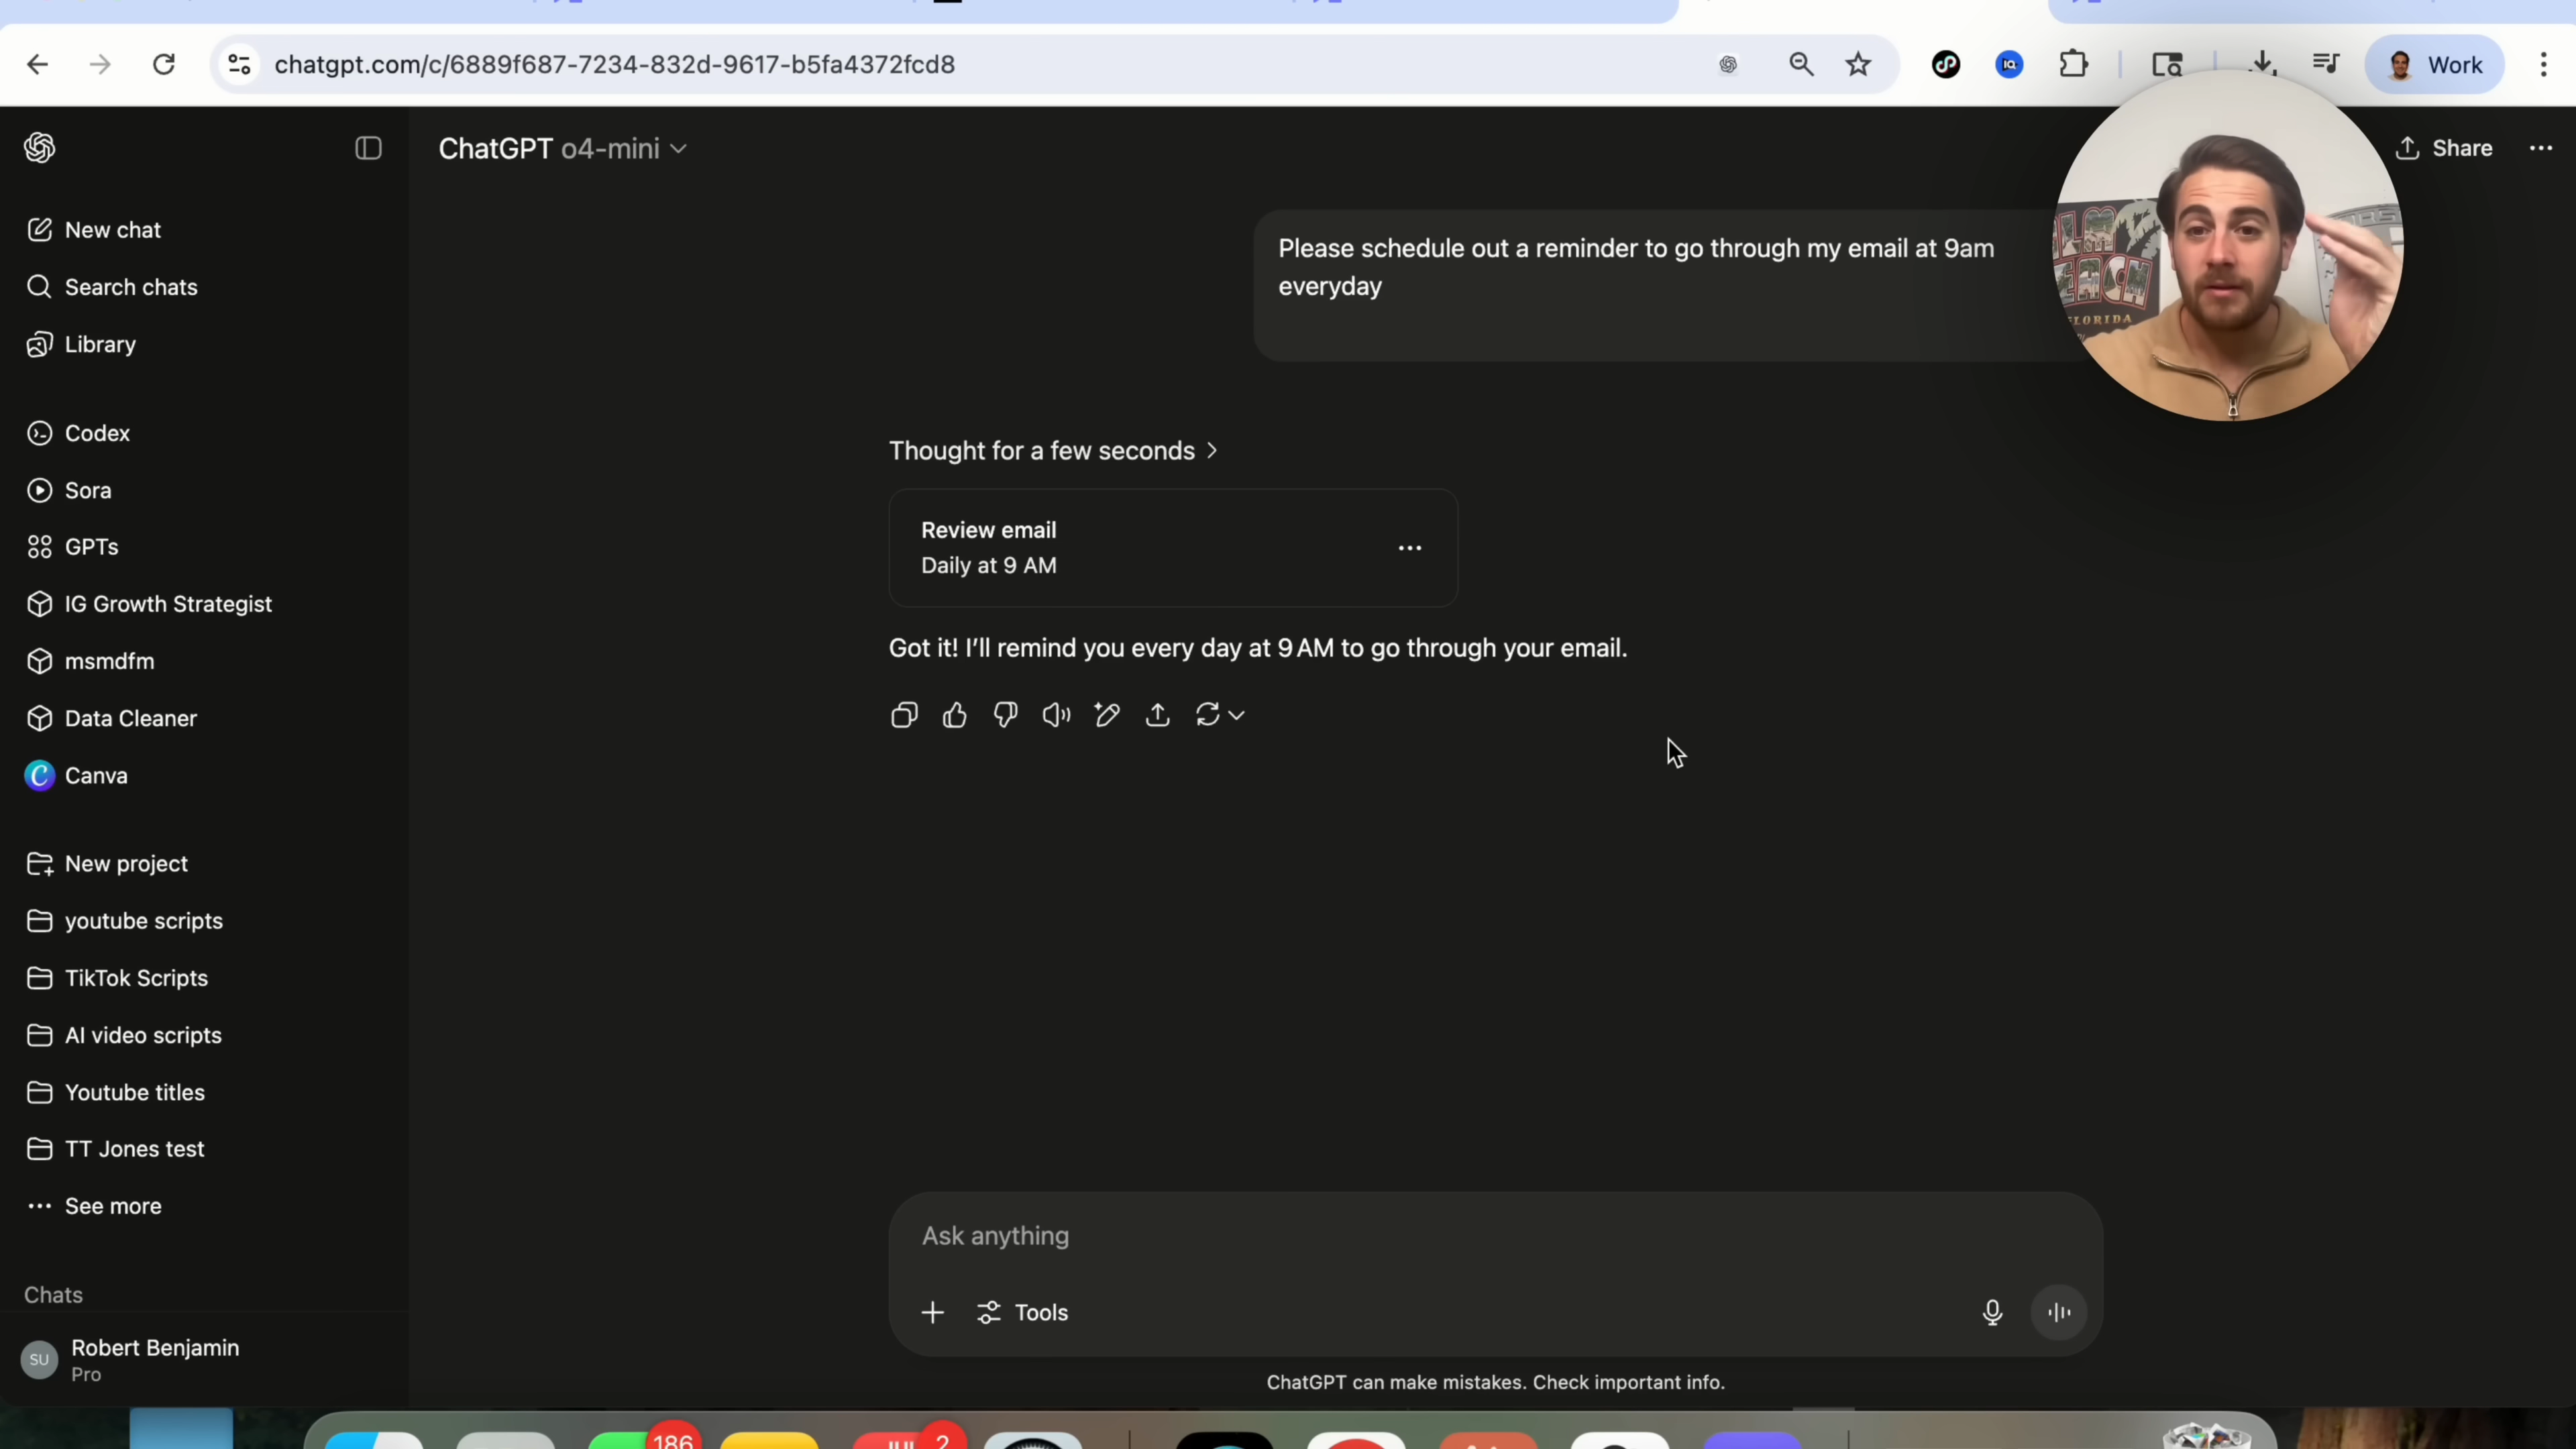 chatgpt.com/c/6889f687-7234-832d-9617-b5fa4372fcd8
IQ
Work
ChatGPT o4-mini
Share
New chat
Search chats
Library
Codex
Sora
GPTs
IG Growth Strategist
msmdfm
Data Cleaner
C Canva
New project
youtube scripts
TikTok Scripts
AI video scripts
Youtube titles
TT Jones test
See more
Chats
SU
Robert Benjamin
Pro
Please schedule out a reminder to go through my email at 9am
everyday
FLORIDA
Thought for a few seconds
Review email
Daily at 9 AM
Got it! I’ll remind you every day at 9 AM to go through your email.
Ask anything
Tools
ChatGPT can make mistakes. Check important info.
186
2